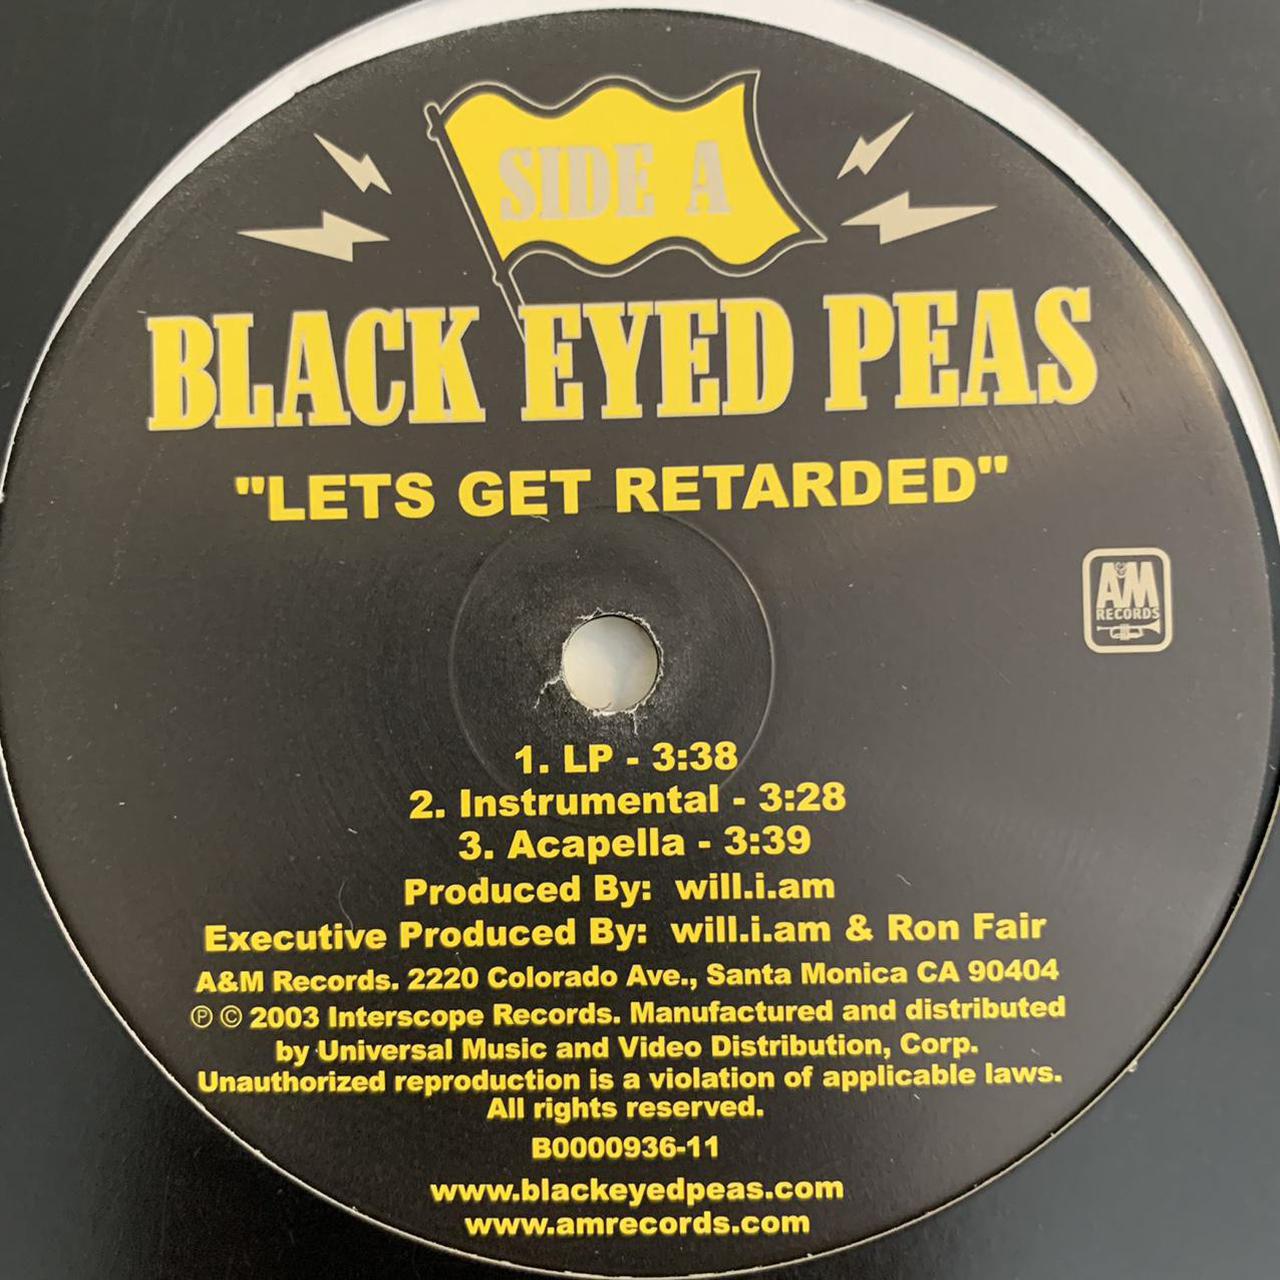 SIDE A
BLACK EYED PEAS
"LETS GET RETARDED"
A&M
RECORDS
1. LP - 3:38
2. Instrumental - 3:28
3. Acapella - 3:39
Produced By: will.i.am
Executive Produced By: will.i.am & Ron Fair
A&M Records. 2220 Colorado Ave., Santa Monica CA 90404
℗ © 2003 Interscope Records. Manufactured and distributed
by Universal Music and Video Distribution, Corp.
Unauthorized reproduction is a violation of applicable laws.
All rights reserved.
B0000936-11
www.blackeyedpeas.com
www.amrecords.com